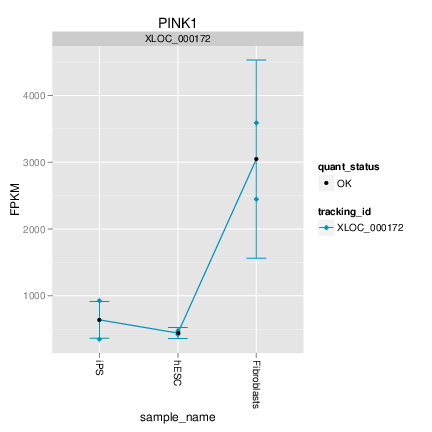 PINK1
XLOC_000172
4000
3000
2000
1000
FPKM
iPS
hESC
Fibroblasts
sample_name
quant_status
OK
tracking_id
XLOC_000172